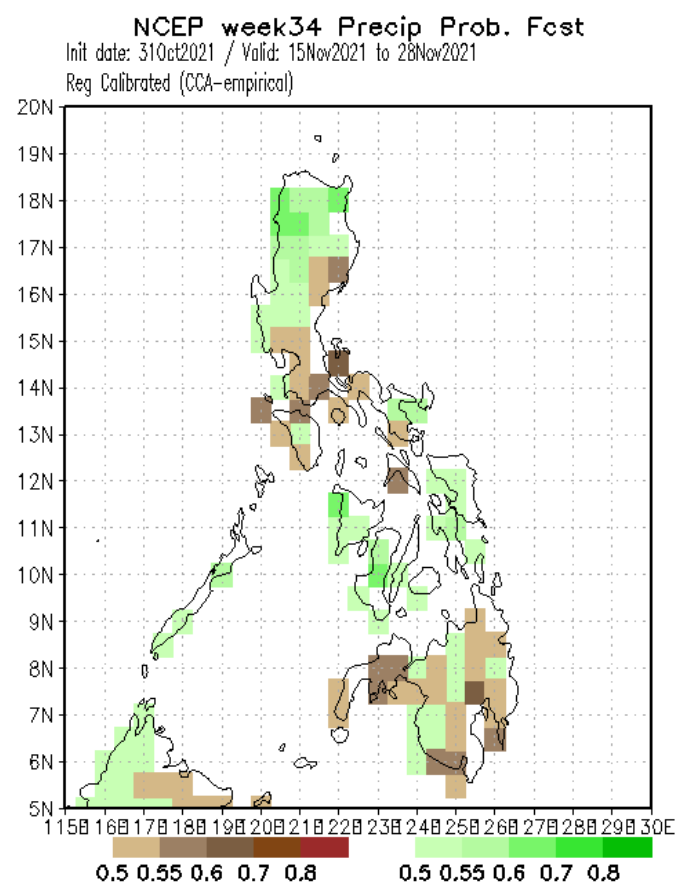 NCEP week34 Precip Prob. Fcst
Init date: 31Oct2021 / Valid: 15Nov2021 to 28Nov2021
Reg Calibrated (CCA-empirical)
20N
19N
18N
17N
16N
15N
14N
13N
12N
11N
10N
9N
8N
7N
6N
5N
115E 116E 117E 118E 119E 120E 121E 122E 123E 124E 125E 126E 127E 128E 129E 130E
0.5 0.55 0.6 0.7 0.8 0.5 0.55 0.6 0.7 0.8